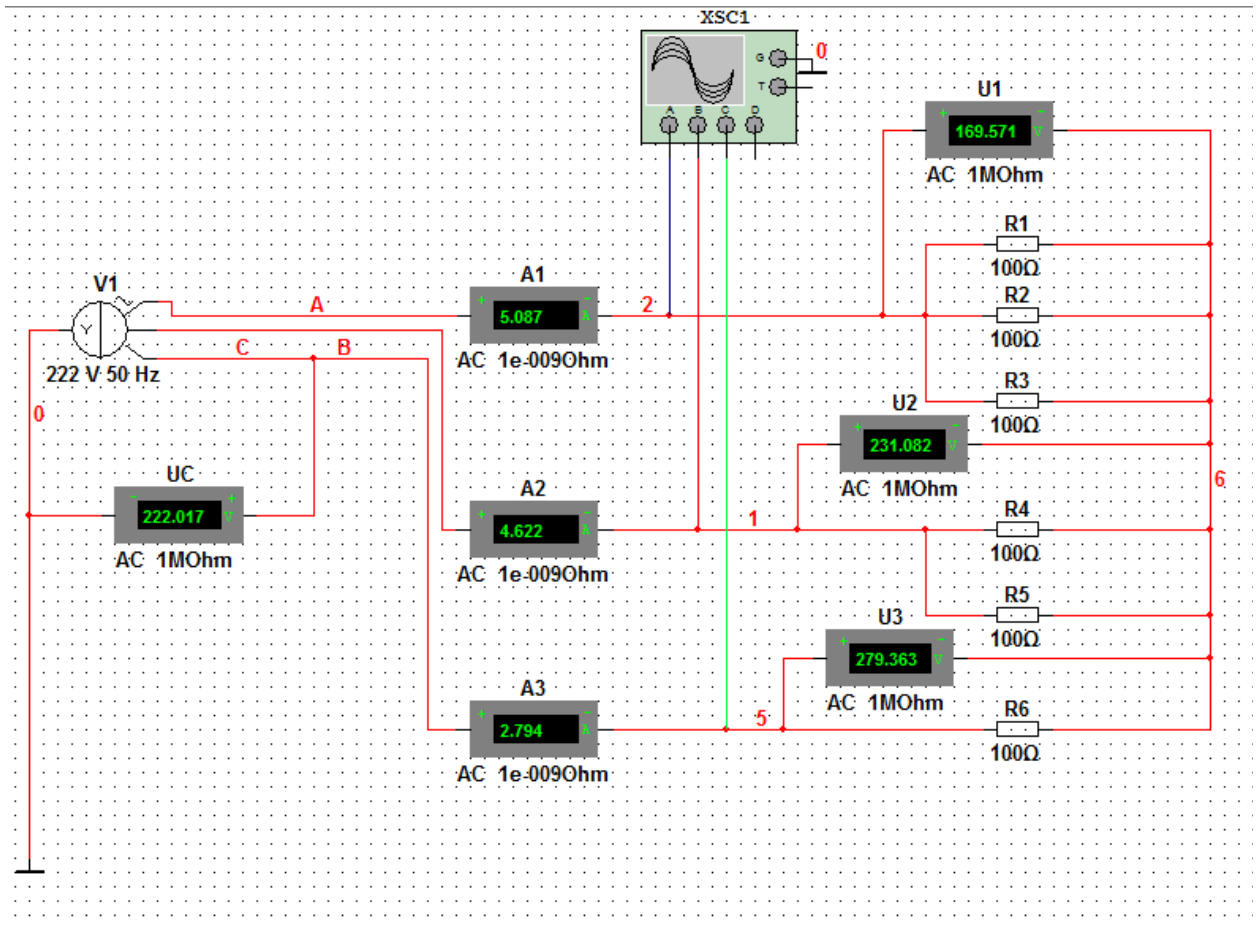 XSC1
0
G
T
A B C D
U1
+ -
169.571 V
AC 1MOhm
R1
100Ω
V1
A1
R2
A
+ -
5.087 A
2
100Ω
Y
C B
AC 1e-009Ohm
222 V 50 Hz
R3
0
U2
100Ω
+ -
231.082 V
UC
6
- +
A2
AC 1MOhm
222.017 V
+ -
4.622 A
1
R4
AC 1MOhm
100Ω
AC 1e-009Ohm
R5
U3
100Ω
+ -
279.363 V
A3
AC 1MOhm
+ -
2.794 A
5
R6
100Ω
AC 1e-009Ohm